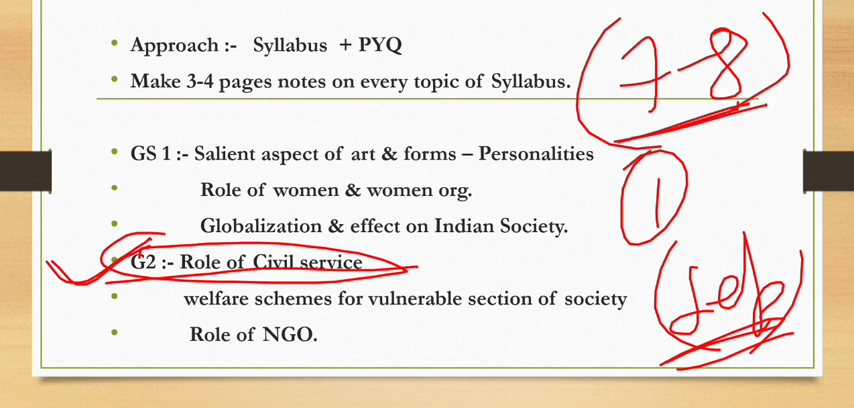 Approach :- Syllabus + PYQ
Make 3-4 pages notes on every topic of Syllabus.
(7-8)
GS 1 :- Salient aspect of art & forms – Personalities
1
Role of women & women org.
Globalization & effect on Indian Society.
G2 :- Role of Civil service
welfare schemes for vulnerable section of society
Role of NGO.